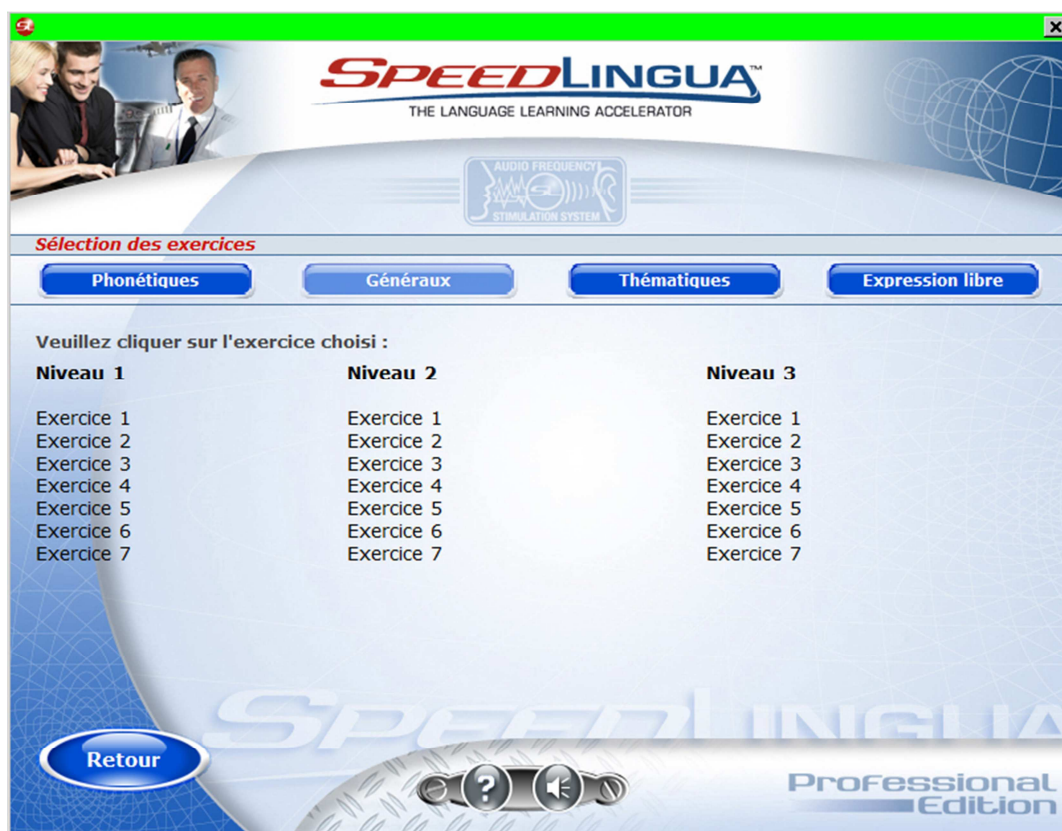 SPEEDLINGUA™
THE LANGUAGE LEARNING ACCELERATOR
AUDIO FREQUENCY
SL
STIMULATION SYSTEM
Sélection des exercices
Phonétiques Généraux Thématiques Expression libre
Veuillez cliquer sur l'exercice choisi :
Niveau 1 Niveau 2 Niveau 3
Exercice 1 Exercice 1 Exercice 1
Exercice 2 Exercice 2 Exercice 2
Exercice 3 Exercice 3 Exercice 3
Exercice 4 Exercice 4 Exercice 4
Exercice 5 Exercice 5 Exercice 5
Exercice 6 Exercice 6 Exercice 6
Exercice 7 Exercice 7 Exercice 7
SPEEDLINGUA
Retour
?
Professional
Edition